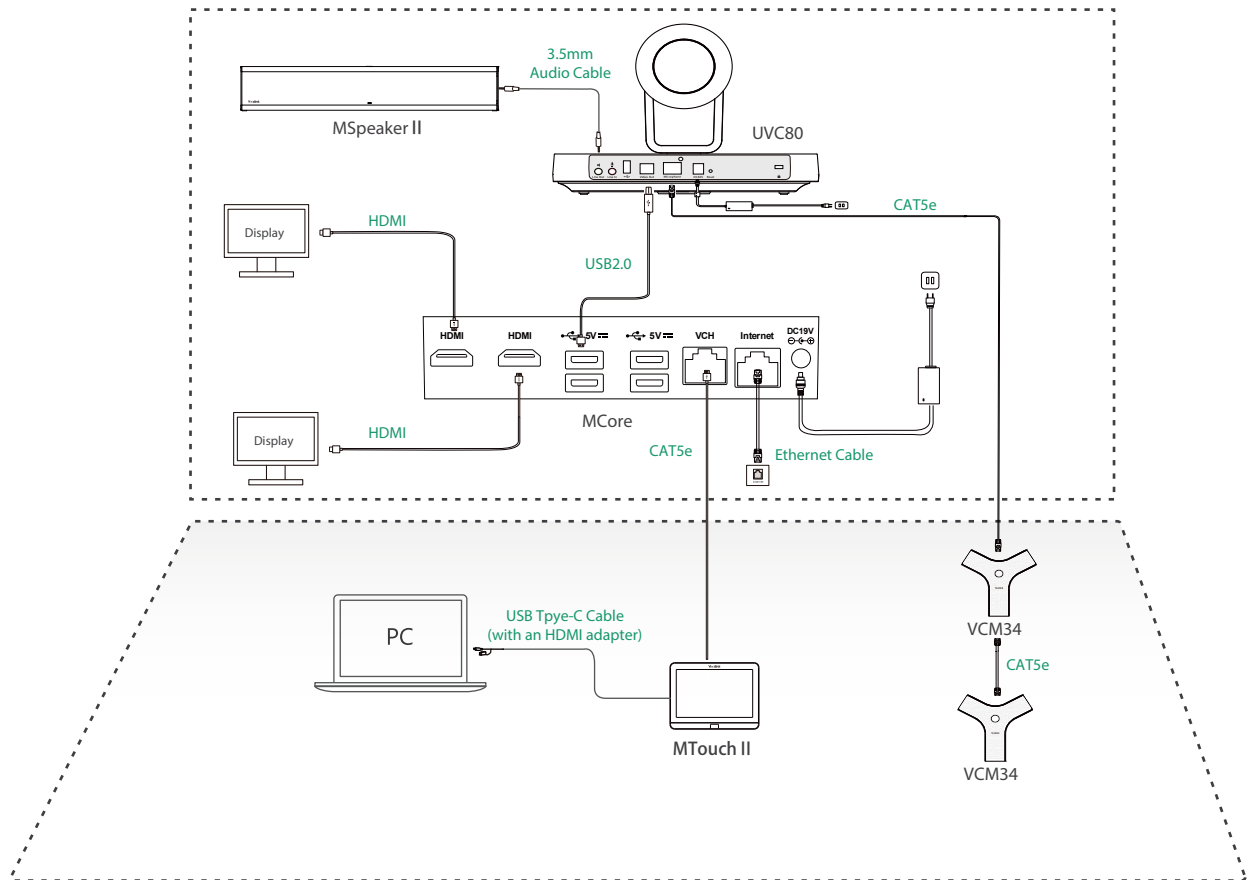 3.5mm
Audio Cable
MSpeaker II
UVC80
CAT5e
Display
HDMI
USB2.0
HDMI
HDMI
5V
5V
VCH
Internet
DC19V
MCore
Display
HDMI
CAT5e
Ethernet Cable
USB Tpye-C Cable
(with an HDMI adapter)
PC
VCM34
CAT5e
MTouch II
VCM34